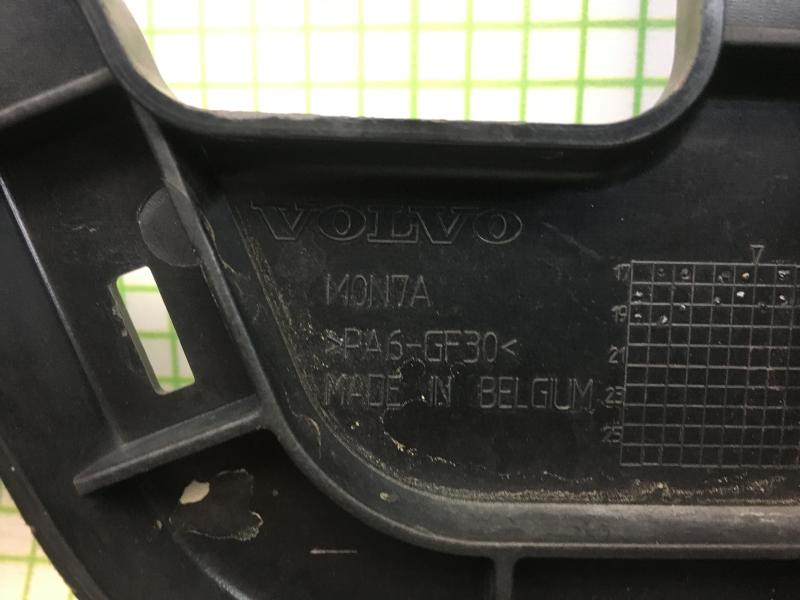 VOLVO
M0N7A
>PA6-GF30<
MADE IN BELGIUM
17
19
21
23
25